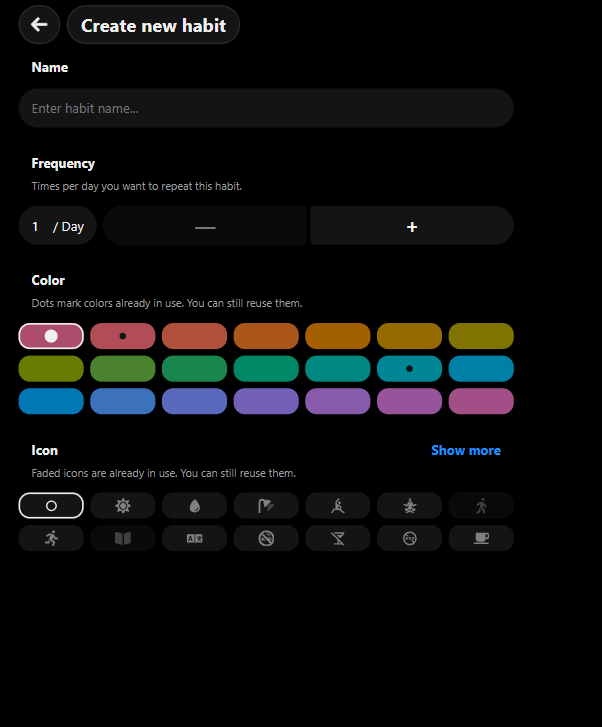 Create new habit
Name
Enter habit name...
Frequency
Times per day you want to repeat this habit.
1 / Day
Color
Dots mark colors already in use. You can still reuse them.
Icon
Show more
Faded icons are already in use. You can still reuse them.